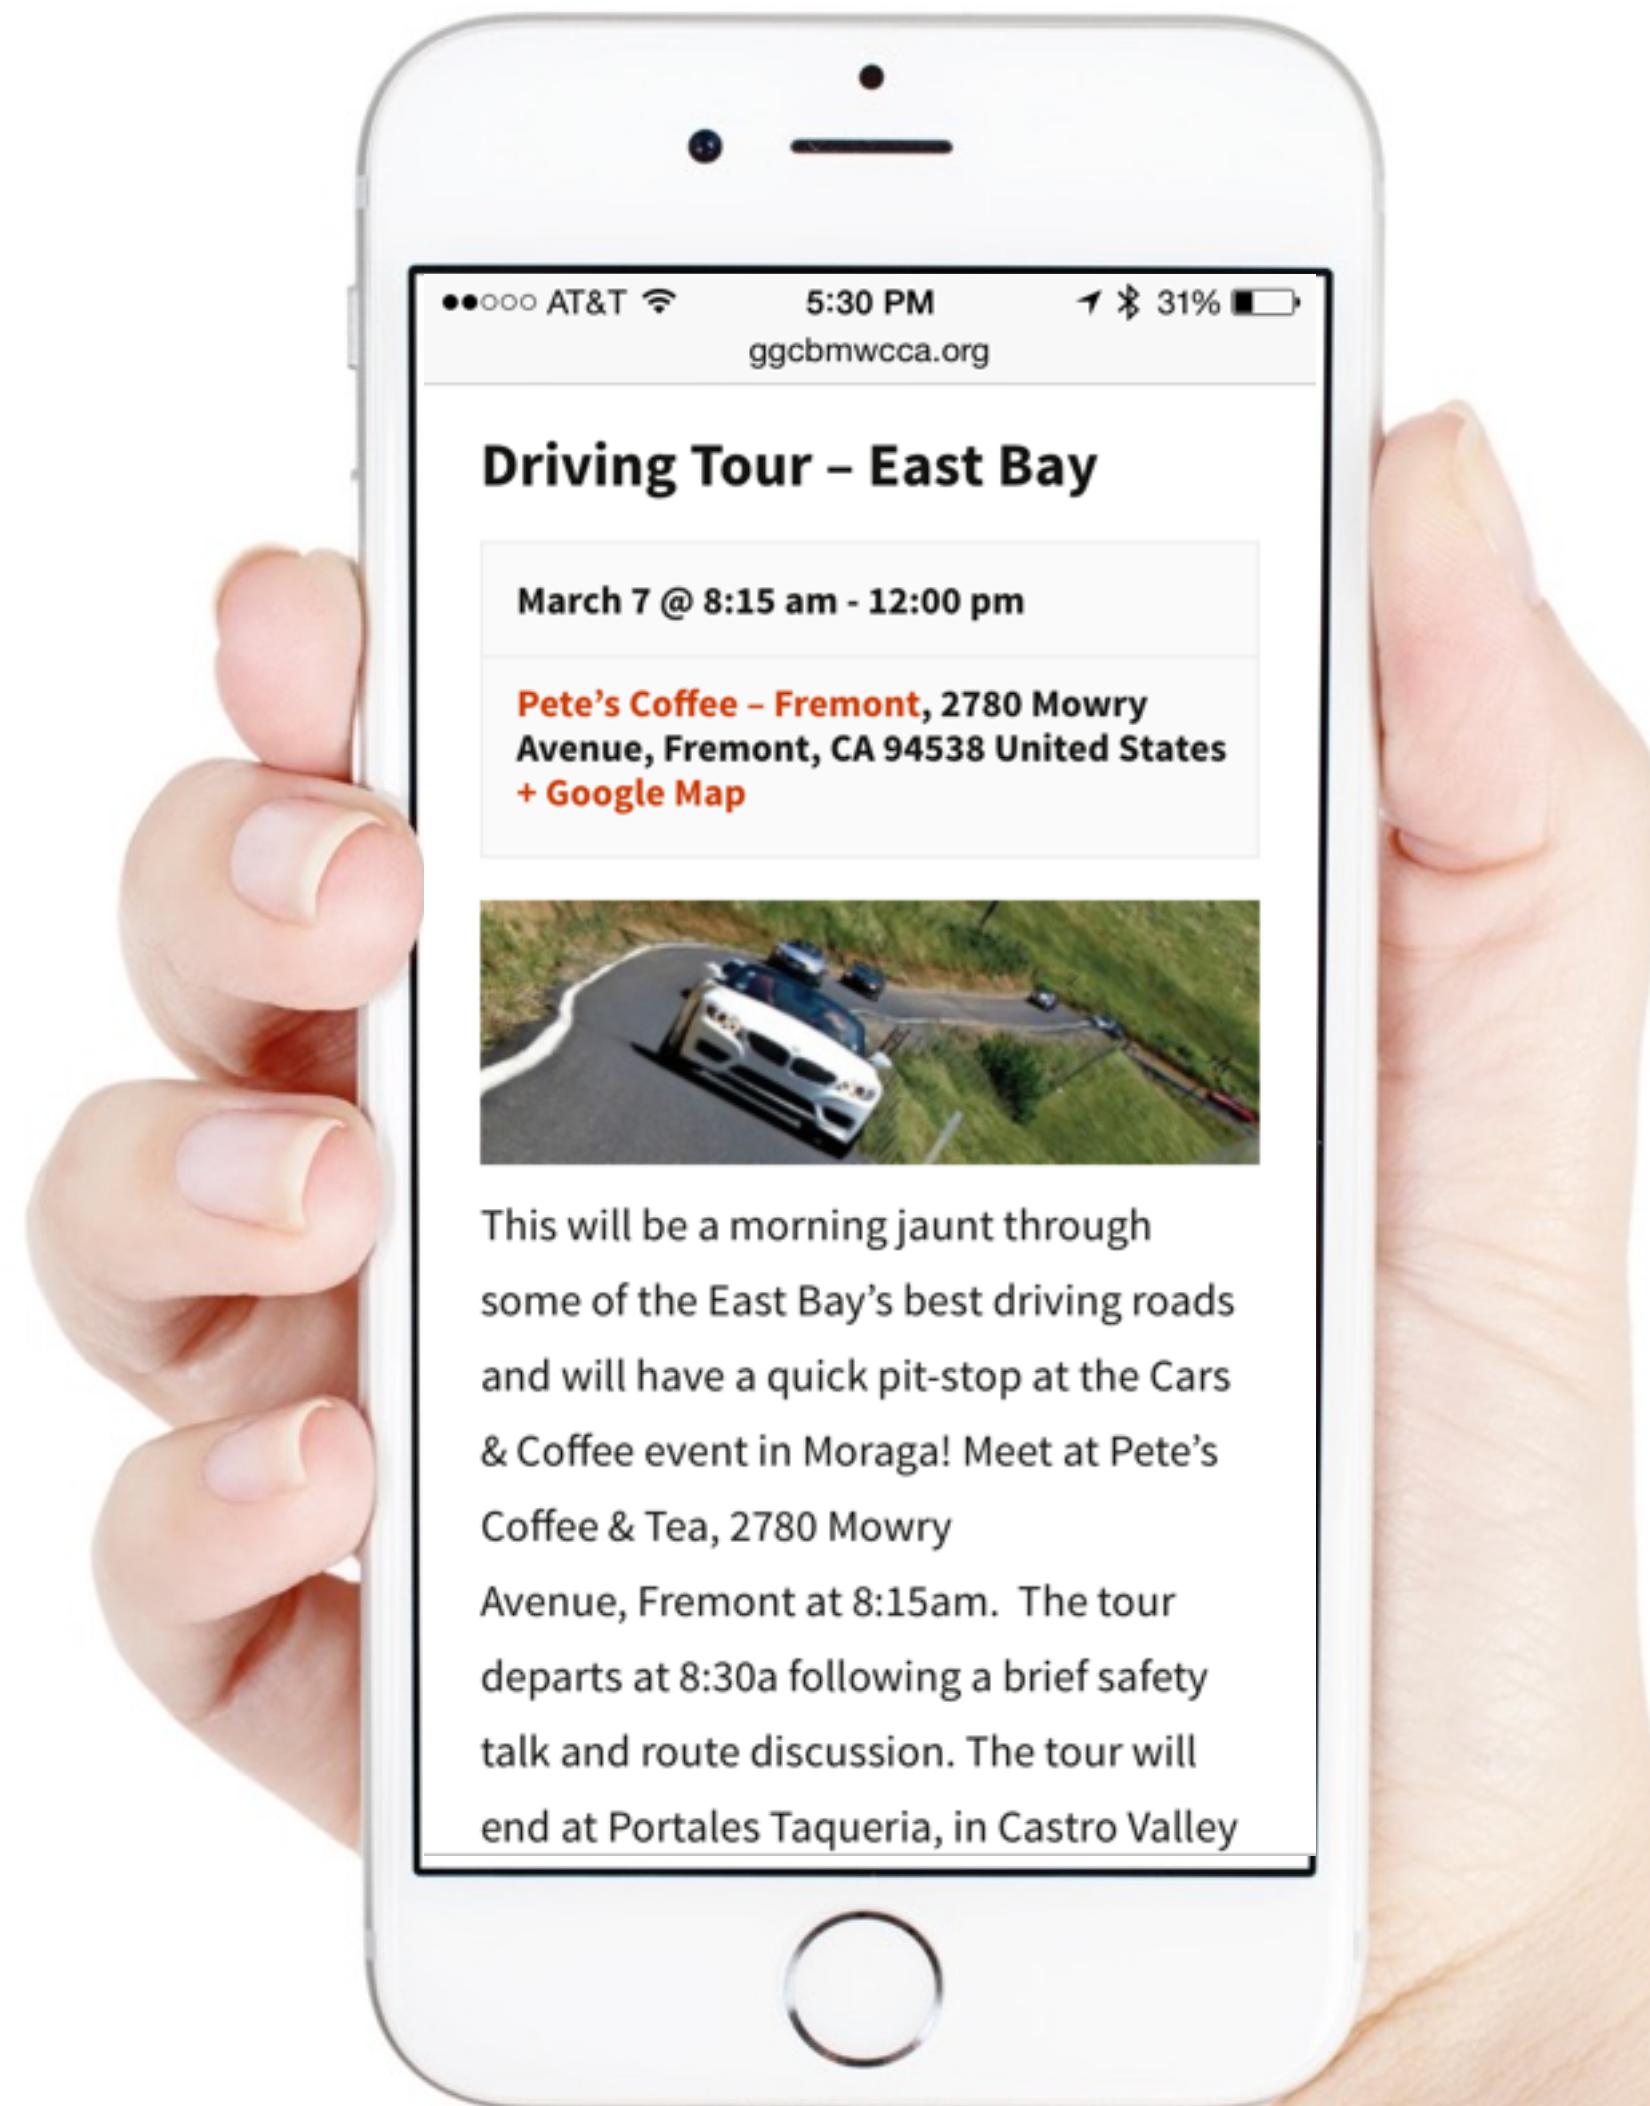 AT&T 5:30 PM 31%
ggcbmwcca.org
Driving Tour – East Bay
March 7 @ 8:15 am - 12:00 pm
Pete’s Coffee – Fremont, 2780 Mowry
Avenue, Fremont, CA 94538 United States
+ Google Map
This will be a morning jaunt through
some of the East Bay’s best driving roads
and will have a quick pit-stop at the Cars
& Coffee event in Moraga! Meet at Pete’s
Coffee & Tea, 2780 Mowry
Avenue, Fremont at 8:15am.  The tour
departs at 8:30a following a brief safety
talk and route discussion. The tour will
end at Portales Taqueria, in Castro Valley